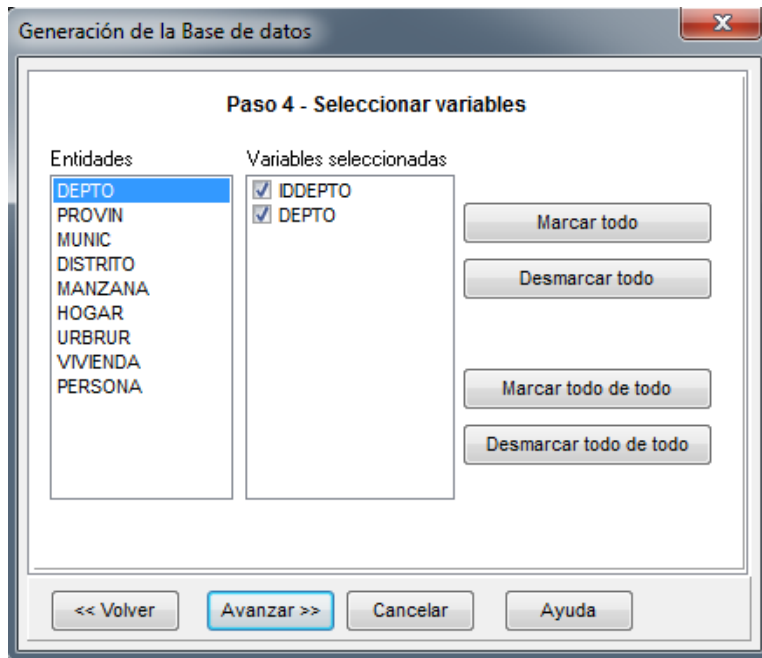 Generación de la Base de datos
Paso 4 - Seleccionar variables
Entidades
DEPTO
PROVIN
MUNIC
DISTRITO
MANZANA
HOGAR
URBRUR
VIVIENDA
PERSONA
Variables seleccionadas
IDDEPTO
DEPTO
Marcar todo
Desmarcar todo
Marcar todo de todo
Desmarcar todo de todo
<< Volver
Avanzar >>
Cancelar
Ayuda